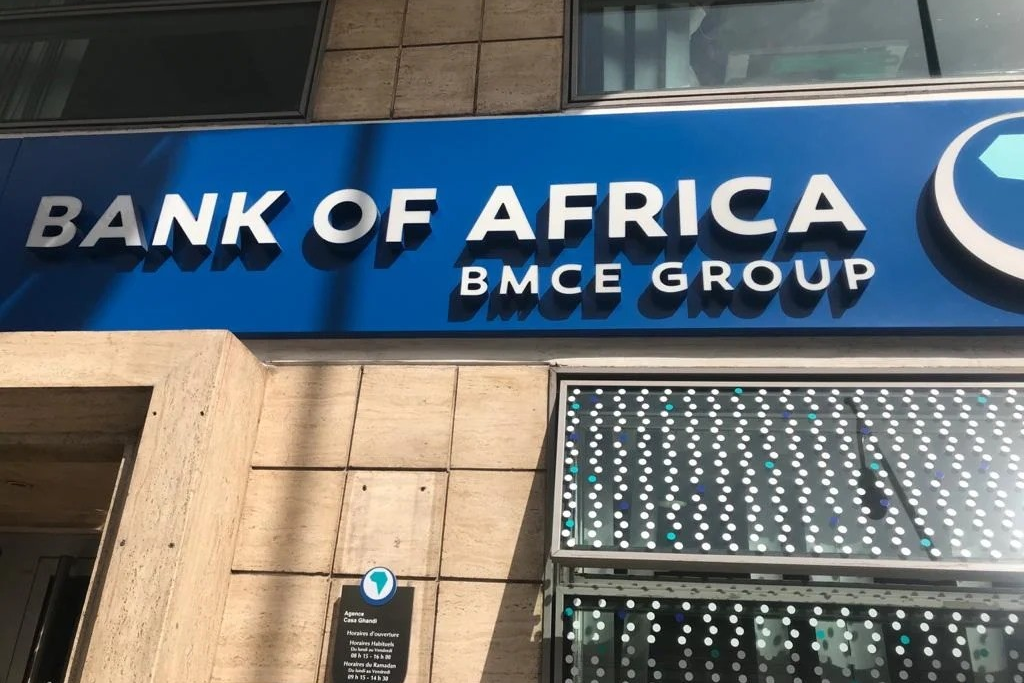 BANK OF AFRICA
BMCE GROUP
Agence
Casa Ghandi
Horaires d'ouverture
Horaires Habituels
Du lundi au Vendredi
08 h 15 - 16 h 00
Horaires du Ramadan
Du lundi au Vendredi
09 h 15 - 14 h 30